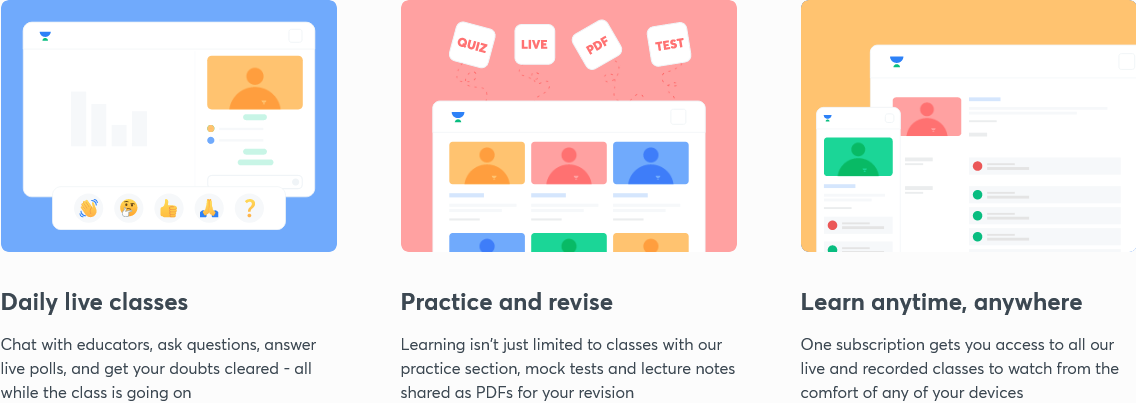 QUIZ
LIVE
PDF
TEST
Daily live classes
Chat with educators, ask questions, answer
live polls, and get your doubts cleared - all
while the class is going on
Practice and revise
Learning isn't just limited to classes with our
practice section, mock tests and lecture notes
shared as PDFs for your revision
Learn anytime, anywhere
One subscription gets you access to all our
live and recorded classes to watch from the
comfort of any of your devices